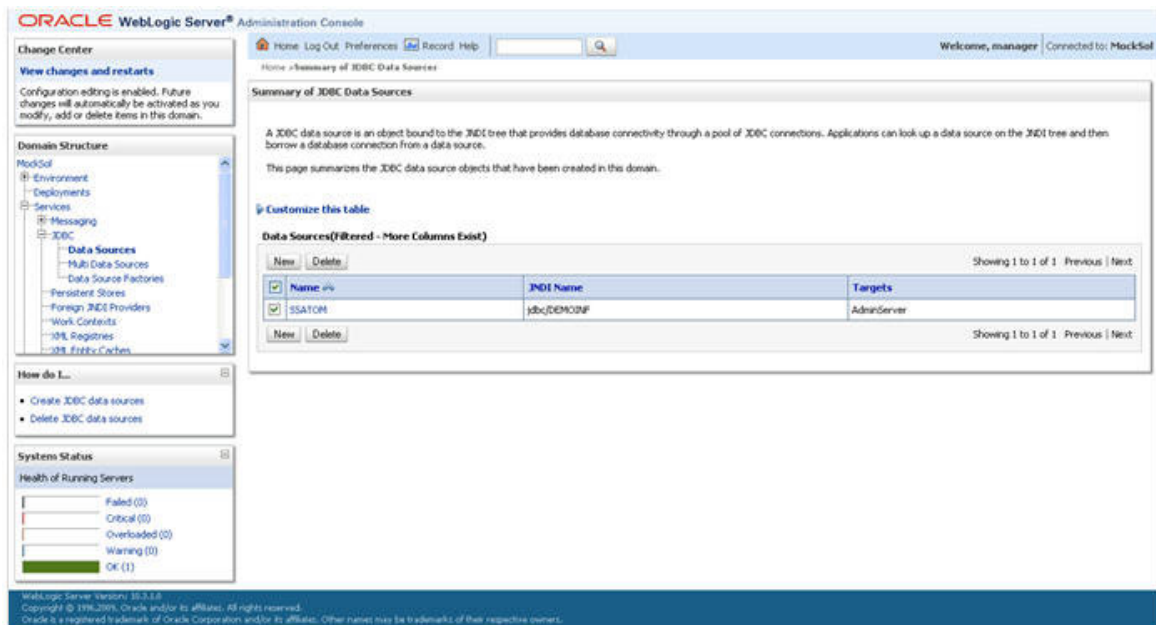 ORACLE WebLogic Server® Administration Console
Change Center
View changes and restarts
Configuration editing is enabled. Future
changes will automatically be activated as you
modify, add or delete items in this domain.
Domain Structure
MockSol
Environment
Deployments
Services
Messaging
JDBC
Data Sources
Multi Data Sources
Data Source Factories
Persistent Stores
Foreign JNDI Providers
Work Contexts
XML Registries
XML Entity Caches
How do I...
Create JDBC data sources
Delete JDBC data sources
System Status
Health of Running Servers
Failed (0)
Critical (0)
Overloaded (0)
Warning (0)
OK (1)
Home Log Out Preferences Record Help
Welcome, manager Connected to: MockSol
Home >Summary of JDBC Data Sources
Summary of JDBC Data Sources
A JDBC data source is an object bound to the JNDI tree that provides database connectivity through a pool of JDBC connections. Applications can look up a data source on the JNDI tree and then
borrow a database connection from a data source.
This page summarizes the JDBC data source objects that have been created in this domain.
Customize this table
Data Sources(Filtered - More Columns Exist)
New Delete Showing 1 to 1 of 1 Previous | Next
Name JNDI Name Targets
SSATOM jdbc/DEMOINF AdminServer
New Delete Showing 1 to 1 of 1 Previous | Next
WebLogic Server Version: 10.3.1.0
Copyright © 1996,2009, Oracle and/or its affiliates. All rights reserved.
Oracle is a registered trademark of Oracle Corporation and/or its affiliates. Other names may be trademarks of their respective owners.